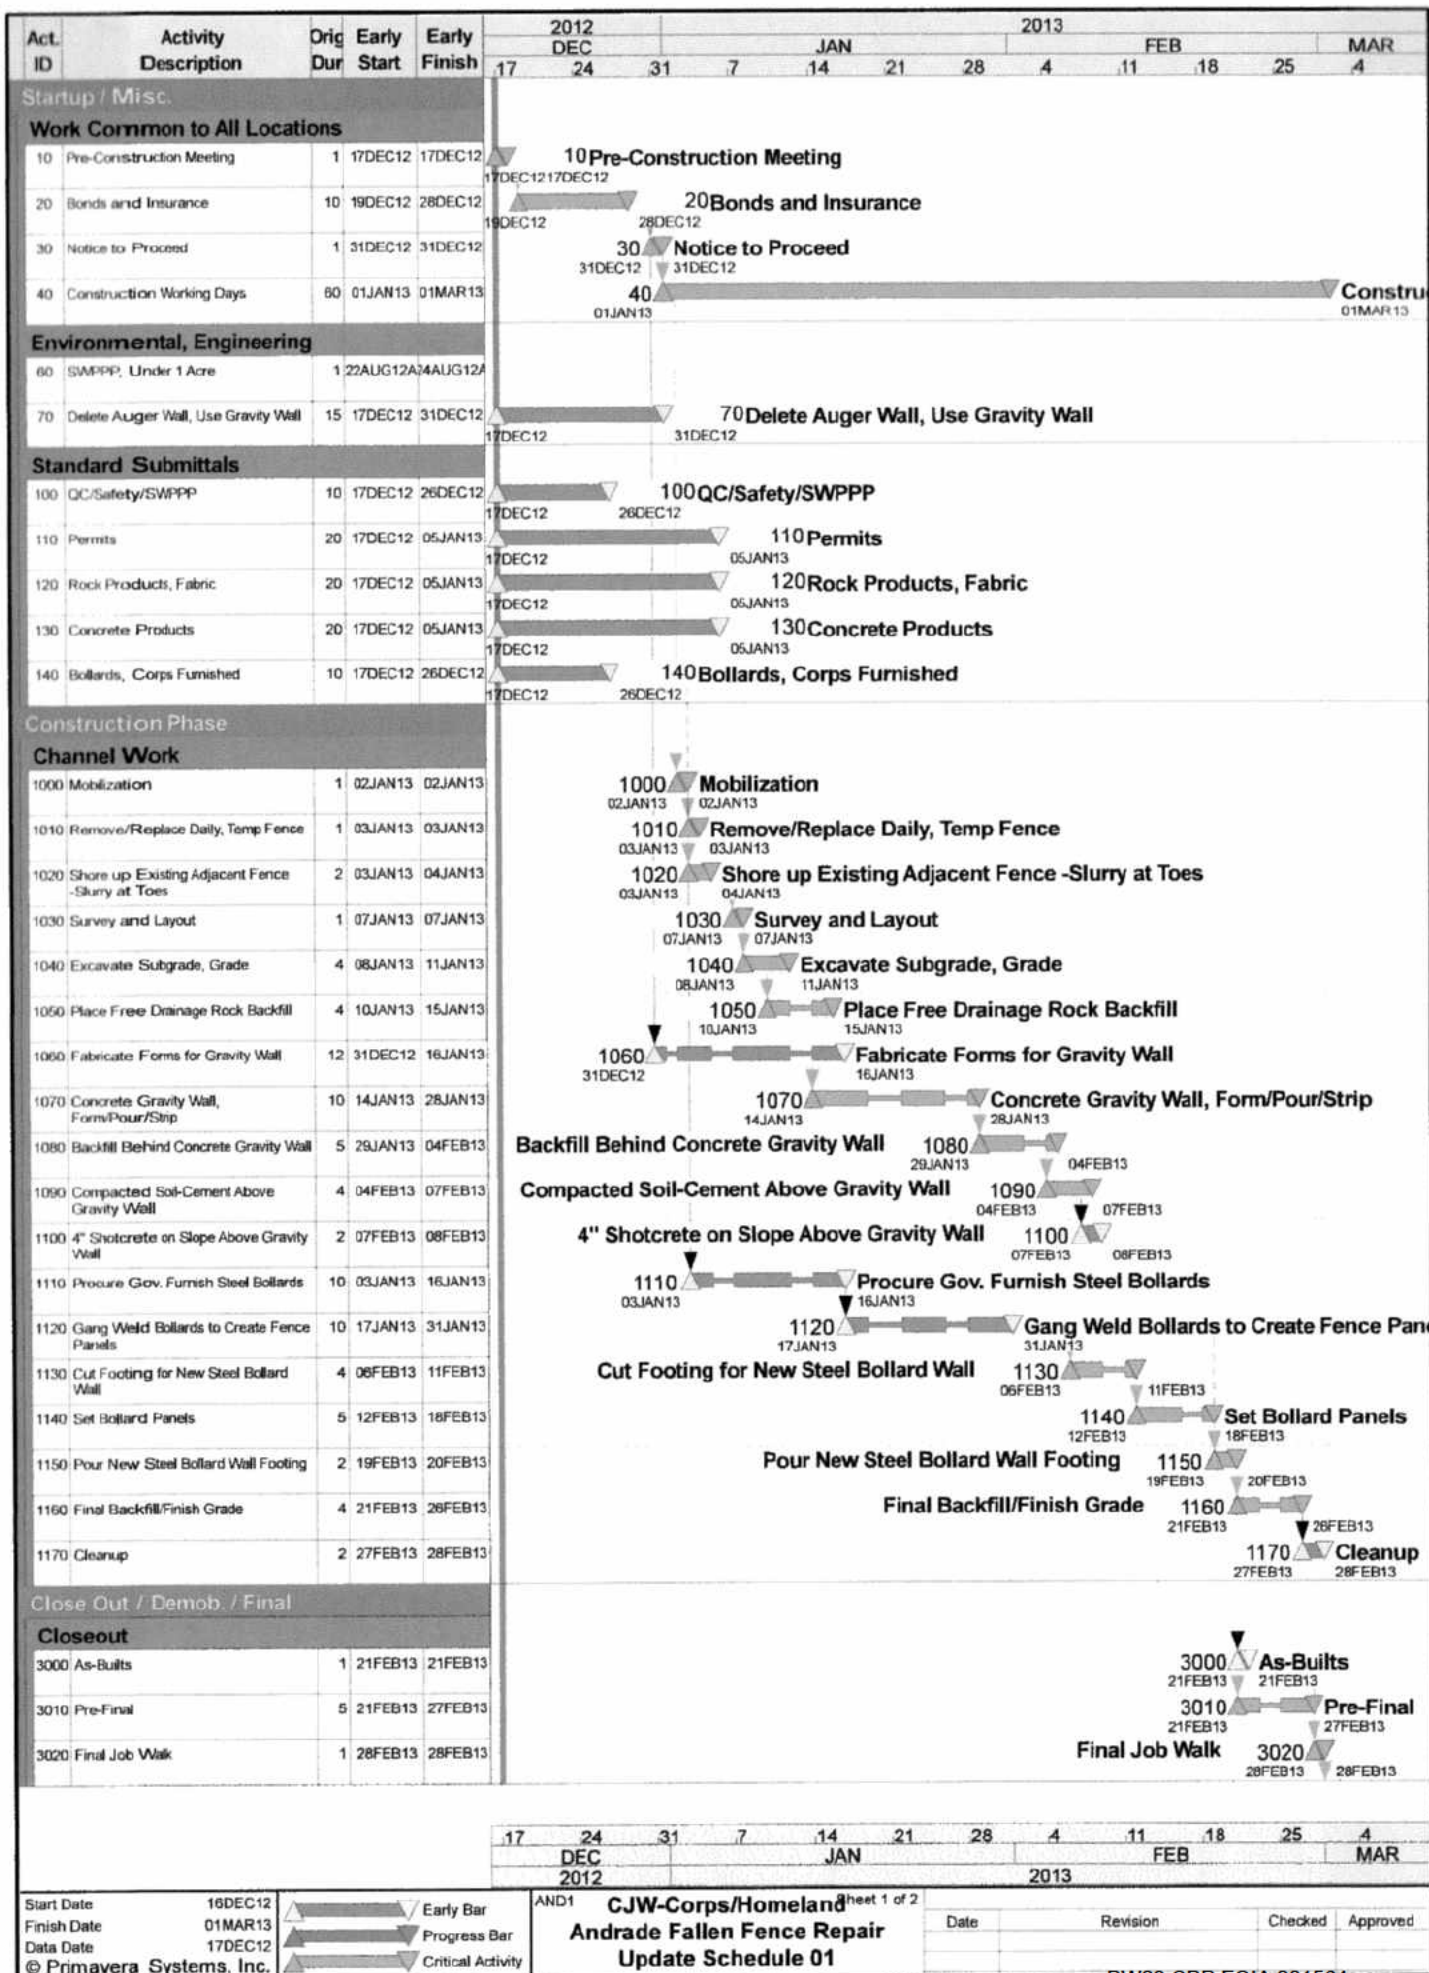 2012 2013
Act. Activity Orig Early Early DEC JAN FEB MAR
ID Description Dur Start Finish 17 24 31 7 14 21 28 4 11 18 25 4
Startup / Misc.
Work Common to All Locations
10 Pre-Construction Meeting 1 17DEC12 17DEC12 10 Pre-Construction Meeting
17DEC12 17DEC12
20 Bonds and Insurance 10 19DEC12 28DEC12 20 Bonds and Insurance
19DEC12 28DEC12
30 Notice to Proceed 1 31DEC12 31DEC12 30 Notice to Proceed
31DEC12 31DEC12
40 Construction Working Days 60 01JAN13 01MAR13 40 Constru
01JAN13 01MAR13
Environmental, Engineering
60 SWPPP, Under 1 Acre 1 22AUG12A 24AUG12A
70 Delete Auger Wall, Use Gravity Wall 15 17DEC12 31DEC12 70 Delete Auger Wall, Use Gravity Wall
17DEC12 31DEC12
Standard Submittals
100 QC/Safety/SWPPP 10 17DEC12 26DEC12 100 QC/Safety/SWPPP
17DEC12 26DEC12
110 Permits 20 17DEC12 05JAN13 110 Permits
17DEC12 05JAN13
120 Rock Products, Fabric 20 17DEC12 05JAN13 120 Rock Products, Fabric
17DEC12 05JAN13
130 Concrete Products 20 17DEC12 05JAN13 130 Concrete Products
17DEC12 05JAN13
140 Bollards, Corps Furnished 10 17DEC12 26DEC12 140 Bollards, Corps Furnished
17DEC12 26DEC12
Construction Phase
Channel Work
1000 Mobilization 1 02JAN13 02JAN13 1000 Mobilization
02JAN13 02JAN13
1010 Remove/Replace Daily, Temp Fence 1 03JAN13 03JAN13 1010 Remove/Replace Daily, Temp Fence
03JAN13 03JAN13
1020 Shore up Existing Adjacent Fence 2 03JAN13 04JAN13 1020 Shore up Existing Adjacent Fence -Slurry at Toes
-Slurry at Toes 03JAN13 04JAN13
1030 Survey and Layout 1 07JAN13 07JAN13 1030 Survey and Layout
07JAN13 07JAN13
1040 Excavate Subgrade, Grade 4 08JAN13 11JAN13 1040 Excavate Subgrade, Grade
08JAN13 11JAN13
1050 Place Free Drainage Rock Backfill 4 10JAN13 15JAN13 1050 Place Free Drainage Rock Backfill
10JAN13 15JAN13
1060 Fabricate Forms for Gravity Wall 12 31DEC12 16JAN13 1060 Fabricate Forms for Gravity Wall
31DEC12 16JAN13
1070 Concrete Gravity Wall, 10 14JAN13 28JAN13 1070 Concrete Gravity Wall, Form/Pour/Strip
Form/Pour/Strip 14JAN13 28JAN13
1080 Backfill Behind Concrete Gravity Wall 5 29JAN13 04FEB13 Backfill Behind Concrete Gravity Wall 1080
29JAN13 04FEB13
1090 Compacted Soil-Cement Above 4 04FEB13 07FEB13 Compacted Soil-Cement Above Gravity Wall 1090
Gravity Wall 04FEB13 07FEB13
1100 4" Shotcrete on Slope Above Gravity 2 07FEB13 08FEB13 4" Shotcrete on Slope Above Gravity Wall 1100
Wall 07FEB13 08FEB13
1110 Procure Gov. Furnish Steel Bollards 10 03JAN13 16JAN13 1110 Procure Gov. Furnish Steel Bollards
03JAN13 16JAN13
1120 Gang Weld Bollards to Create Fence 10 17JAN13 31JAN13 1120 Gang Weld Bollards to Create Fence Pan
Panels 17JAN13 31JAN13
1130 Cut Footing for New Steel Bollard 4 06FEB13 11FEB13 Cut Footing for New Steel Bollard Wall 1130
Wall 06FEB13 11FEB13
1140 Set Bollard Panels 5 12FEB13 18FEB13 1140 Set Bollard Panels
12FEB13 18FEB13
1150 Pour New Steel Bollard Wall Footing 2 19FEB13 20FEB13 Pour New Steel Bollard Wall Footing 1150
19FEB13 20FEB13
1160 Final Backfill/Finish Grade 4 21FEB13 26FEB13 Final Backfill/Finish Grade 1160
21FEB13 26FEB13
1170 Cleanup 2 27FEB13 28FEB13 1170 Cleanup
27FEB13 28FEB13
Close Out / Demob. / Final
Closeout
3000 As-Builts 1 21FEB13 21FEB13 3000 As-Builts
21FEB13 21FEB13
3010 Pre-Final 5 21FEB13 27FEB13 3010 Pre-Final
21FEB13 27FEB13
3020 Final Job Walk 1 28FEB13 28FEB13 Final Job Walk 3020
28FEB13 28FEB13
17 24 31 7 14 21 28 4 11 18 25 4
DEC JAN FEB MAR
2012 2013
Start Date 16DEC12
Finish Date 01MAR13
Data Date 17DEC12
© Primavera Systems, Inc.
Early Bar
Progress Bar
Critical Activity
AND1 Sheet 1 of 2
CJW-Corps/Homeland
Andrade Fallen Fence Repair
Update Schedule 01
Date Revision Checked Approved